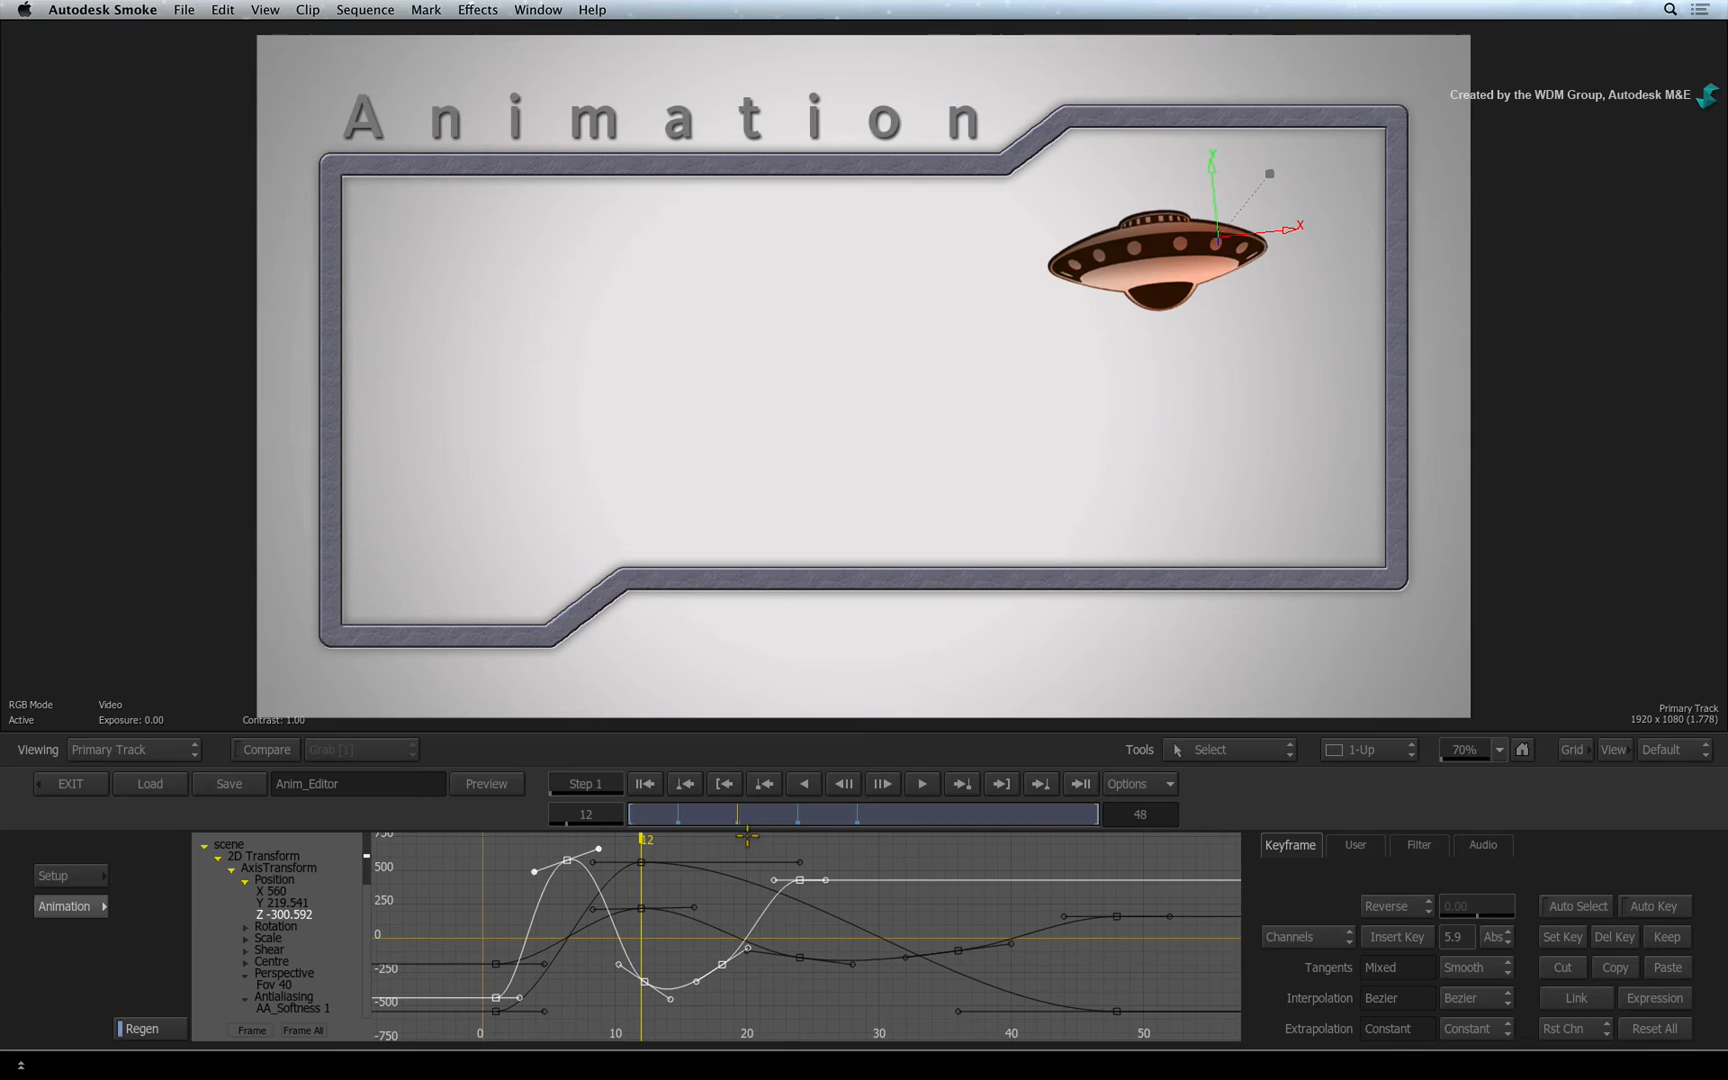 Autodesk Smoke File Edit View Clip Sequence Mark Effects Window Help
Created by the WDM Group, Autodesk M&E
Animation
Y
X
RGB Mode Video
Active Exposure: 0.00 Contrast: 1.00
Primary Track
1920 x 1080 (1.778)
Viewing Primary Track Compare Grab [1] Tools Select 1-Up 70% Grid View Default
EXIT Load Save Anim_Editor Preview Step 1 Options
12 48
Setup
Animation
Regen
scene
2D Transform
AxisTransform
Position
X 560
Y 219.541
Z -300.592
Rotation
Scale
Shear
Centre
Perspective
Fov 40
Antialiasing
AA_Softness 1
Frame Frame All
750
500
250
0
-250
-500
-750
12
0 10 20 30 40 50
Keyframe User Filter Audio
Reverse 0.00 Auto Select Auto Key
Channels Insert Key 5.9 Abs Set Key Del Key Keep
Tangents Mixed Smooth Cut Copy Paste
Interpolation Bezier Bezier Link Expression
Extrapolation Constant Constant Rst Chn Reset All